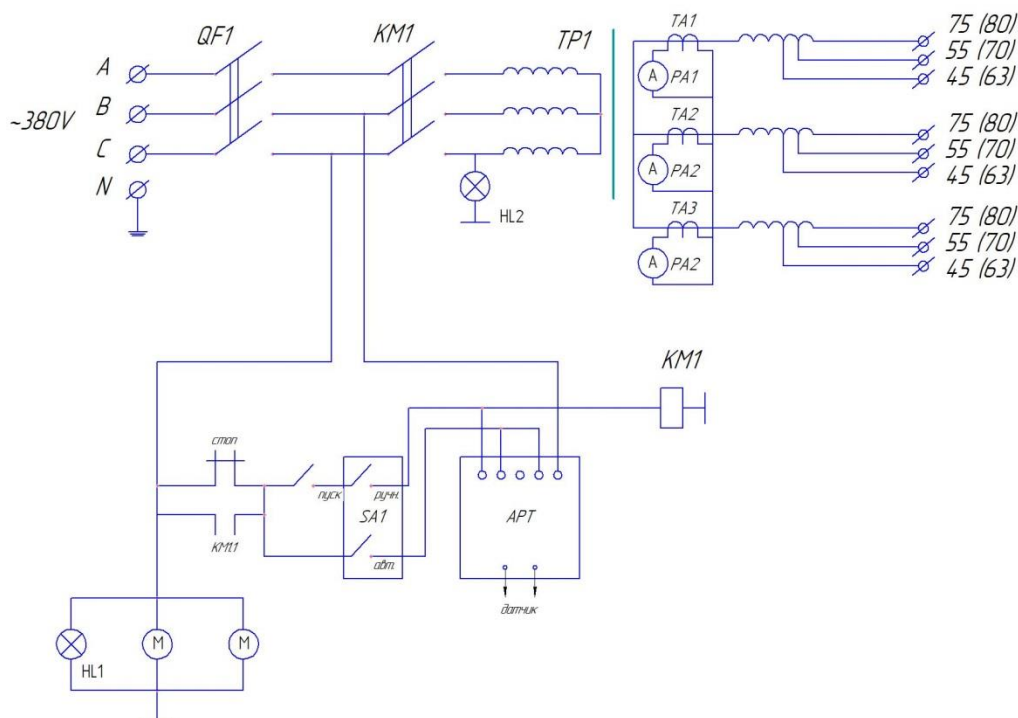 QF1
KM1
TP1
TA1
75 (80)
55 (70)
45 (63)
A
PA1
A
B
C
N
~380V
TA2
75 (80)
55 (70)
45 (63)
A
PA2
HL2
TA3
75 (80)
55 (70)
45 (63)
A
PA2
KM1
стоп
пуск
ручн.
SA1
АРТ
KM1.1
авт.
датчик
HL1
M
M